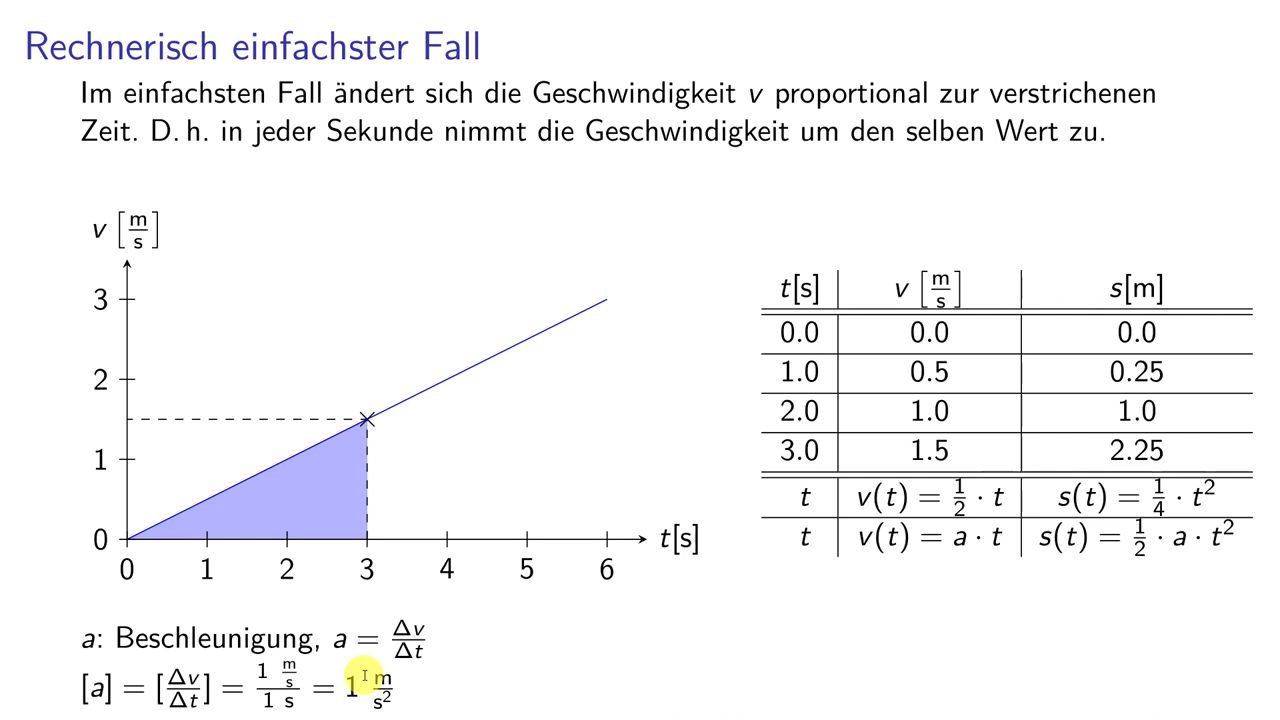 Rechnerisch einfachster Fall
Im einfachsten Fall ändert sich die Geschwindigkeit v proportional zur verstrichenen
Zeit. D. h. in jeder Sekunde nimmt die Geschwindigkeit um den selben Wert zu.
v [m/s]
3
2
1
0
0 1 2 3 4 5 6
t[s]
t[s] v [m/s] s[m]
0.0 0.0 0.0
1.0 0.5 0.25
2.0 1.0 1.0
3.0 1.5 2.25
t v(t) = 1/2 · t s(t) = 1/4 · t²
t v(t) = a · t s(t) = 1/2 · a · t²
a: Beschleunigung, a = Δv/Δt
[a] = [Δv/Δt] = 1 m/s / 1 s = 1 m/s²